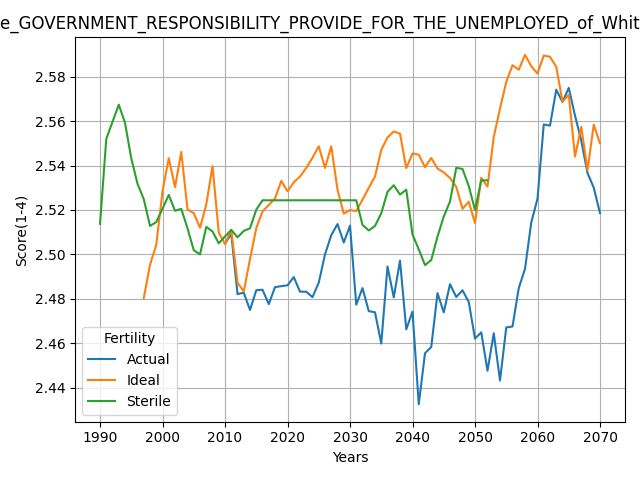 e_GOVERNMENT_RESPONSIBILITY_PROVIDE_FOR_THE_UNEMPLOYED_of_Whit
2.58
2.56
2.54
2.52
2.50
2.48
2.46
2.44
Score(1-4)
Fertility
Actual
Ideal
Sterile
1990 2000 2010 2020 2030 2040 2050 2060 2070
Years